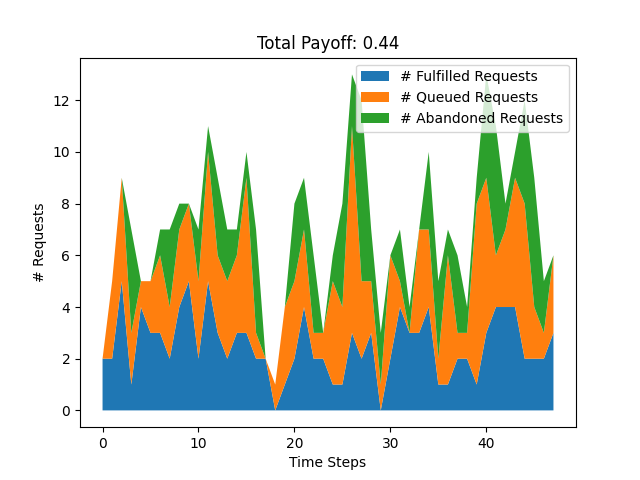 Total Payoff: 0.44
# Fulfilled Requests
# Queued Requests
# Abandoned Requests
# Requests
12
10
8
6
4
2
0
0
10
20
30
40
Time Steps